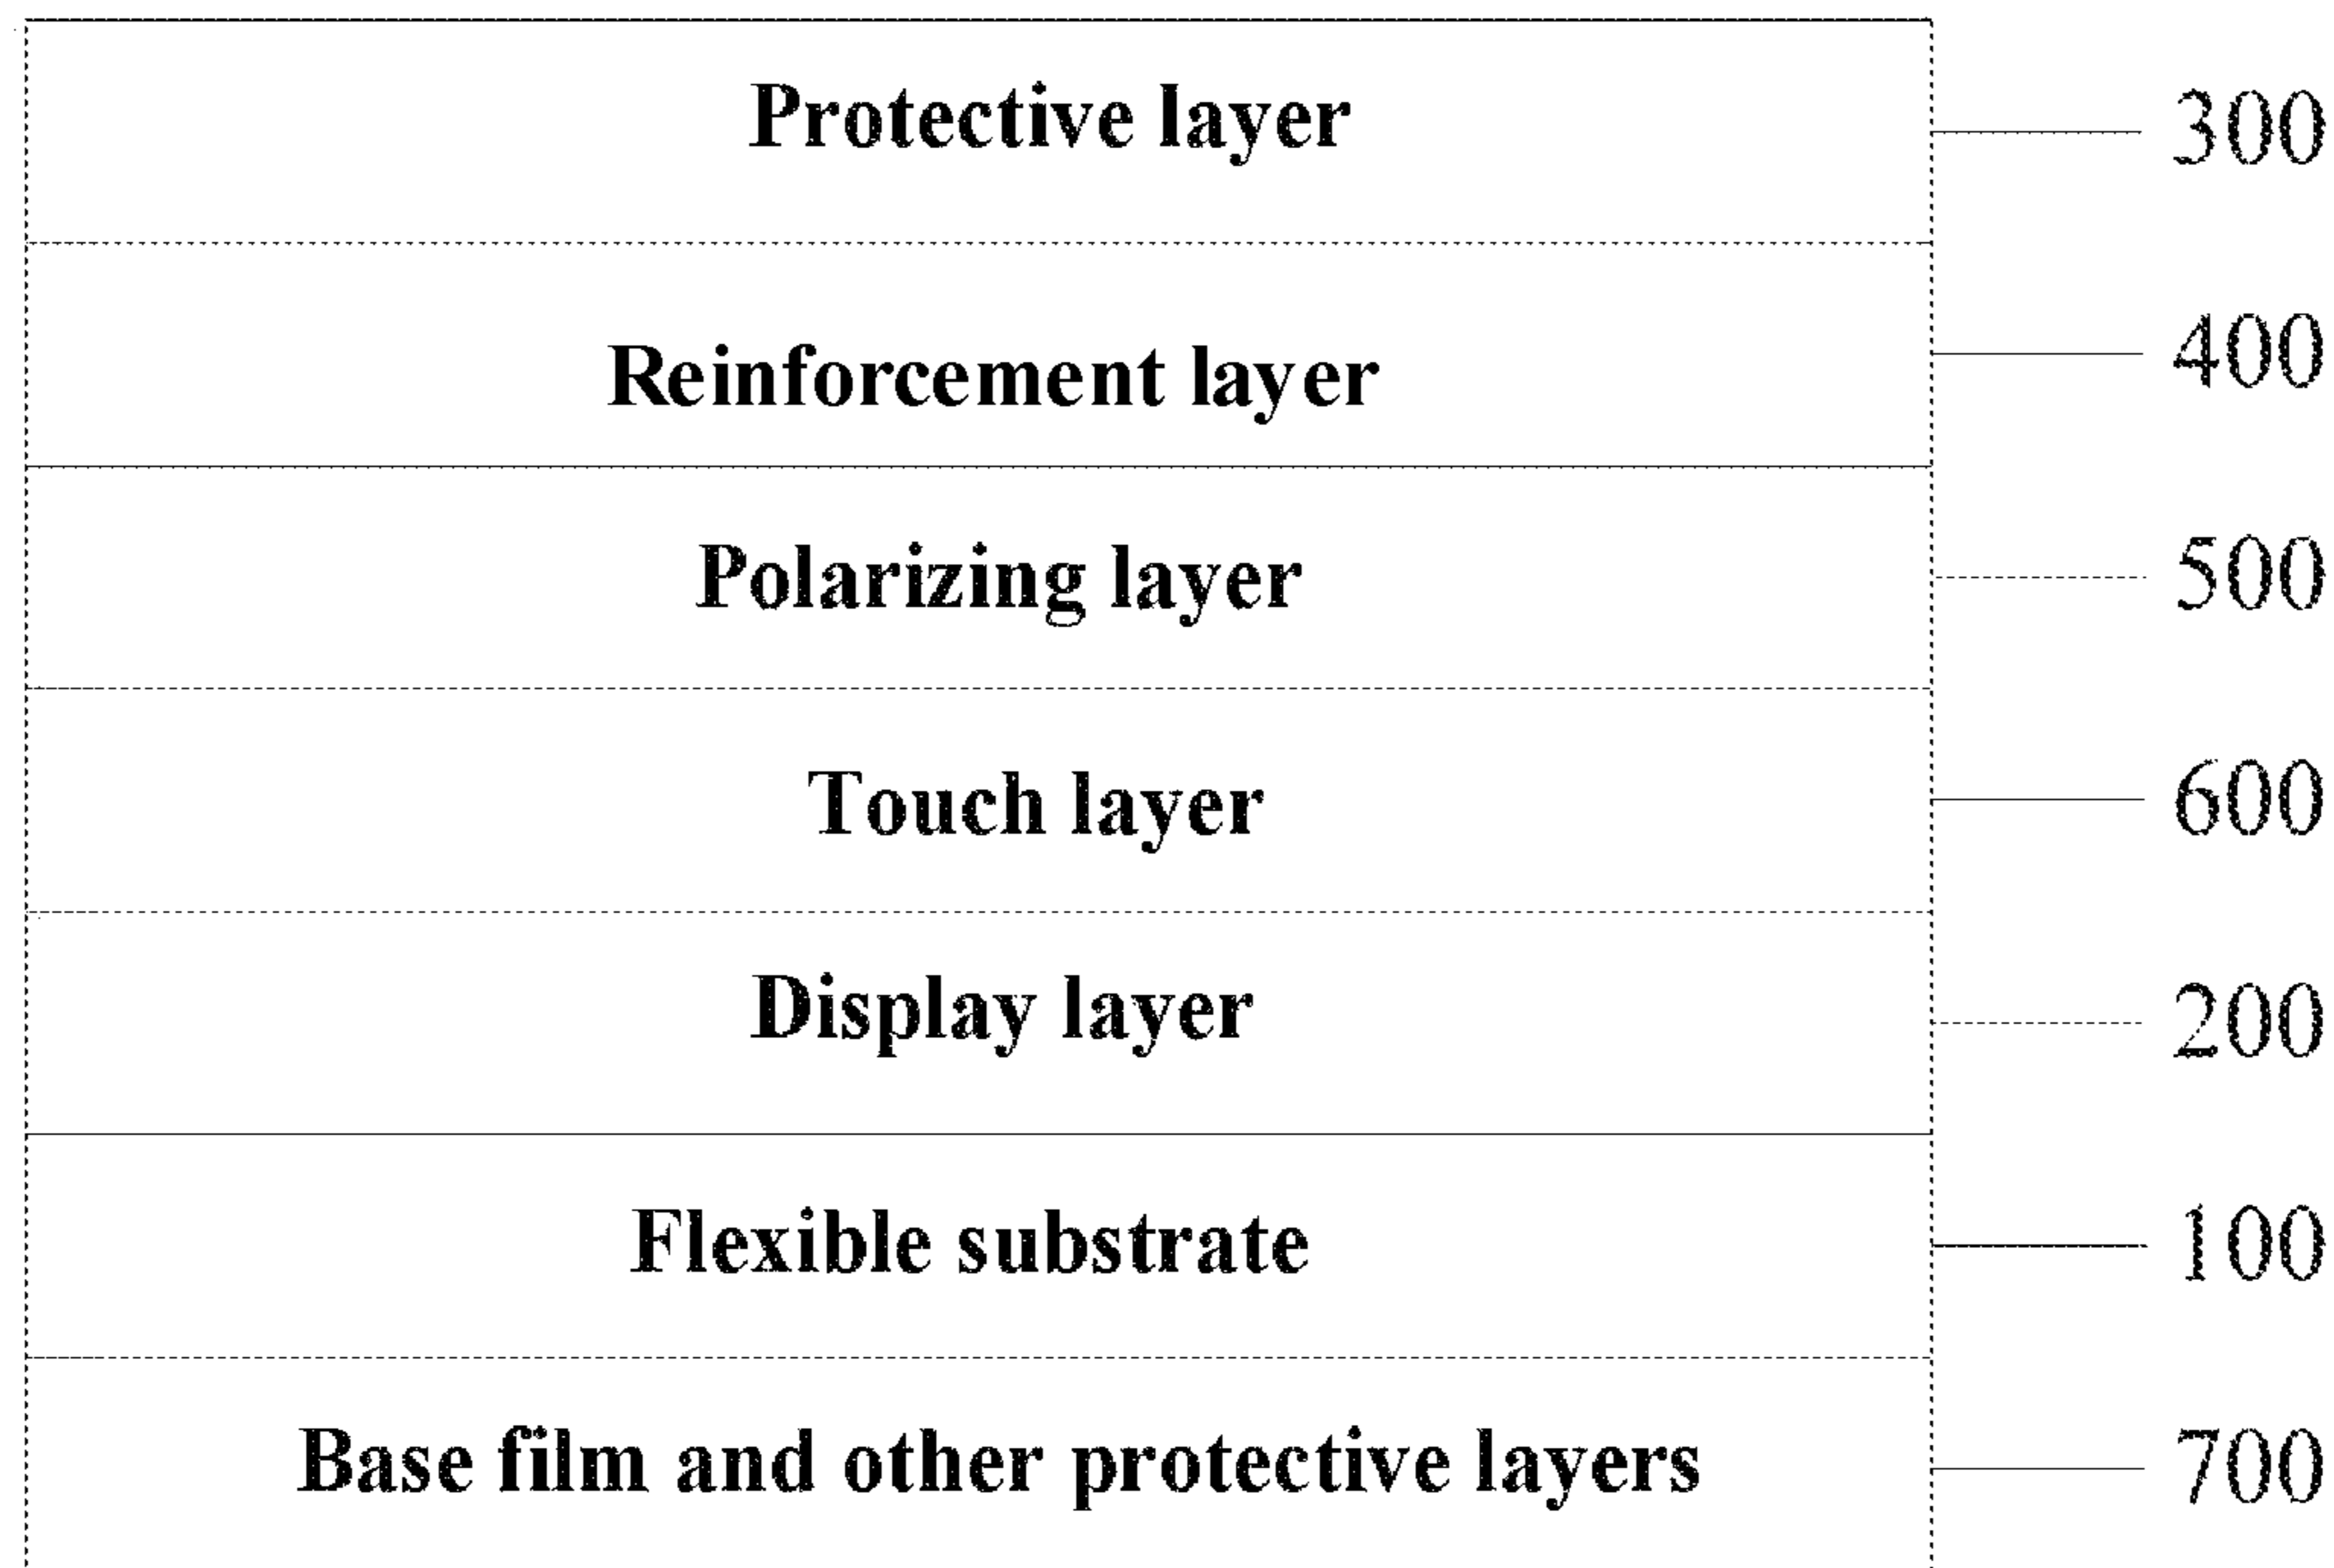 Protective layer 300
Reinforcement layer 400
Polarizing layer 500
Touch layer 600
Display layer 200
Flexible substrate 100
Base film and other protective layers 700